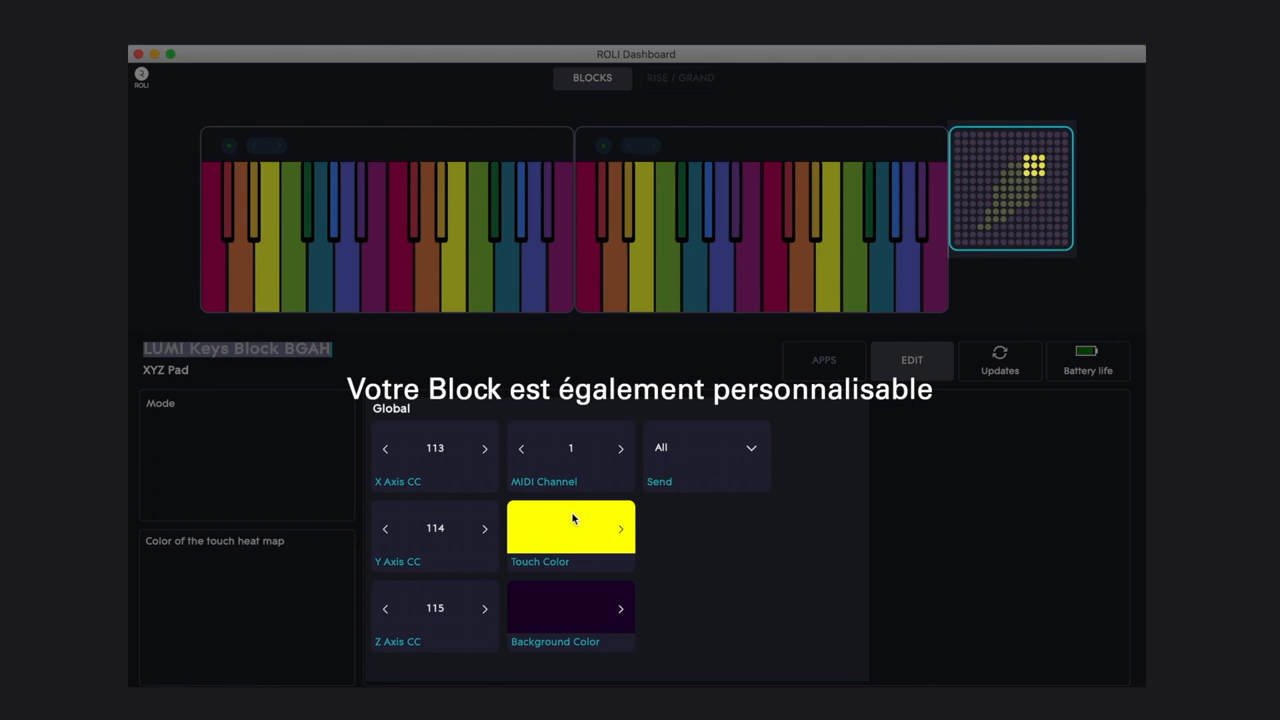 ROLI Dashboard
ROLI
BLOCKS
RISE / GRAND
LUMI Keys Block BGAH
XYZ Pad
APPS
EDIT
Updates
Battery life
Votre Block est également personnalisable
Mode
Global
113
1
All
X Axis CC
MIDI Channel
Send
114
Color of the touch heat map
Y Axis CC
Touch Color
115
Z Axis CC
Background Color